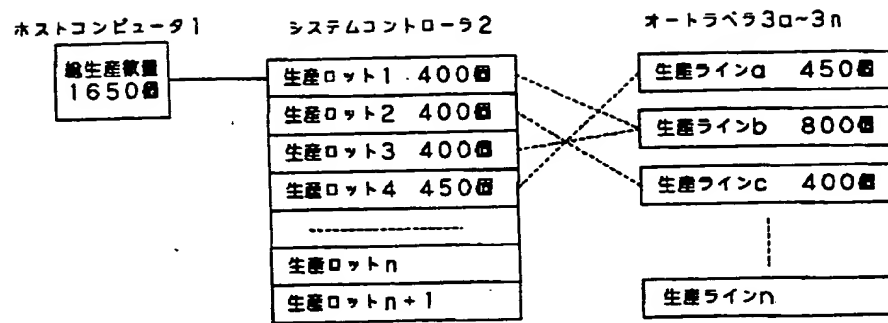 ホストコンピュータ1
総生産数量
1650個
システムコントローラ2
生産ロット1 400個
生産ロット2 400個
生産ロット3 400個
生産ロット4 450個
生産ロットn
生産ロットn+1
オートラベラ3a~3n
生産ラインa 450個
生産ラインb 800個
生産ラインc 400個
生産ラインn